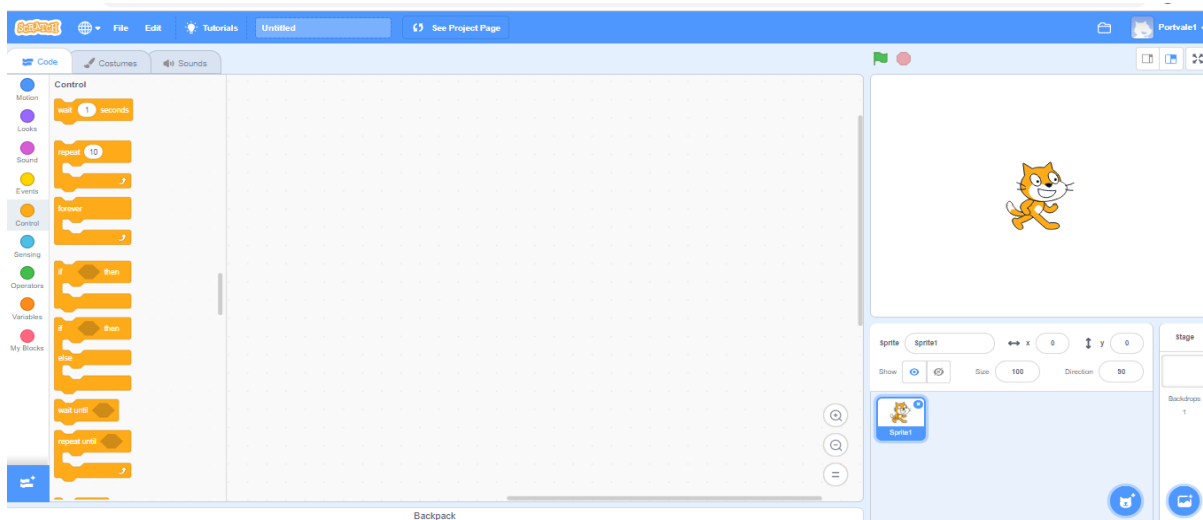 SCRATCH File Edit Tutorials Untitled See Project Page Portvale1
Code Costumes Sounds
Motion
Looks
Sound
Events
Control
Sensing
Operators
Variables
My Blocks
Control
wait 1 seconds
repeat 10
forever
if then
if then
else
wait until
repeat until
Sprite Sprite1 x 0 y 0
Show Size 100 Direction 90
Sprite1
Stage
Backdrops
1
Backpack